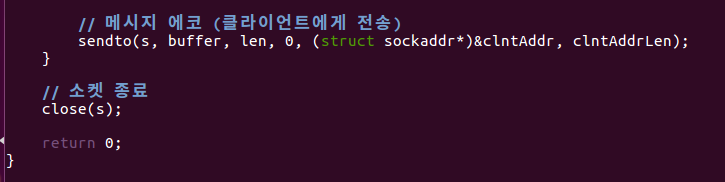 // 메시지 에코 (클라이언트에게 전송)
sendto(s, buffer, len, 0, (struct sockaddr*)&clntAddr, clntAddrLen);
}
// 소켓 종료
close(s);
return 0;
}